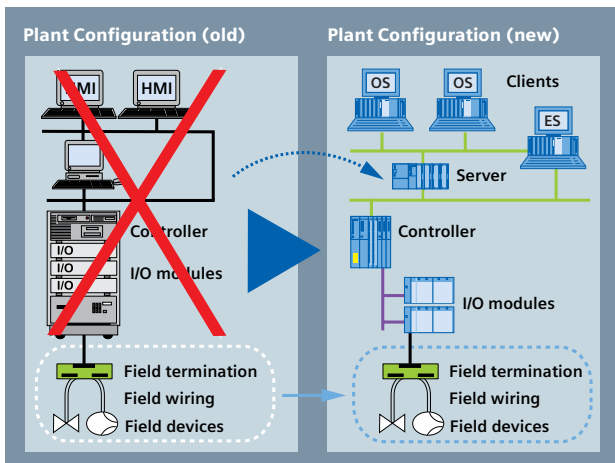 Plant Configuration (old)
HMI
HMI
Controller
I/O
I/O
I/O
I/O modules
Field termination
Field wiring
Field devices
Plant Configuration (new)
OS
OS
Clients
ES
Server
Controller
I/O modules
Field termination
Field wiring
Field devices